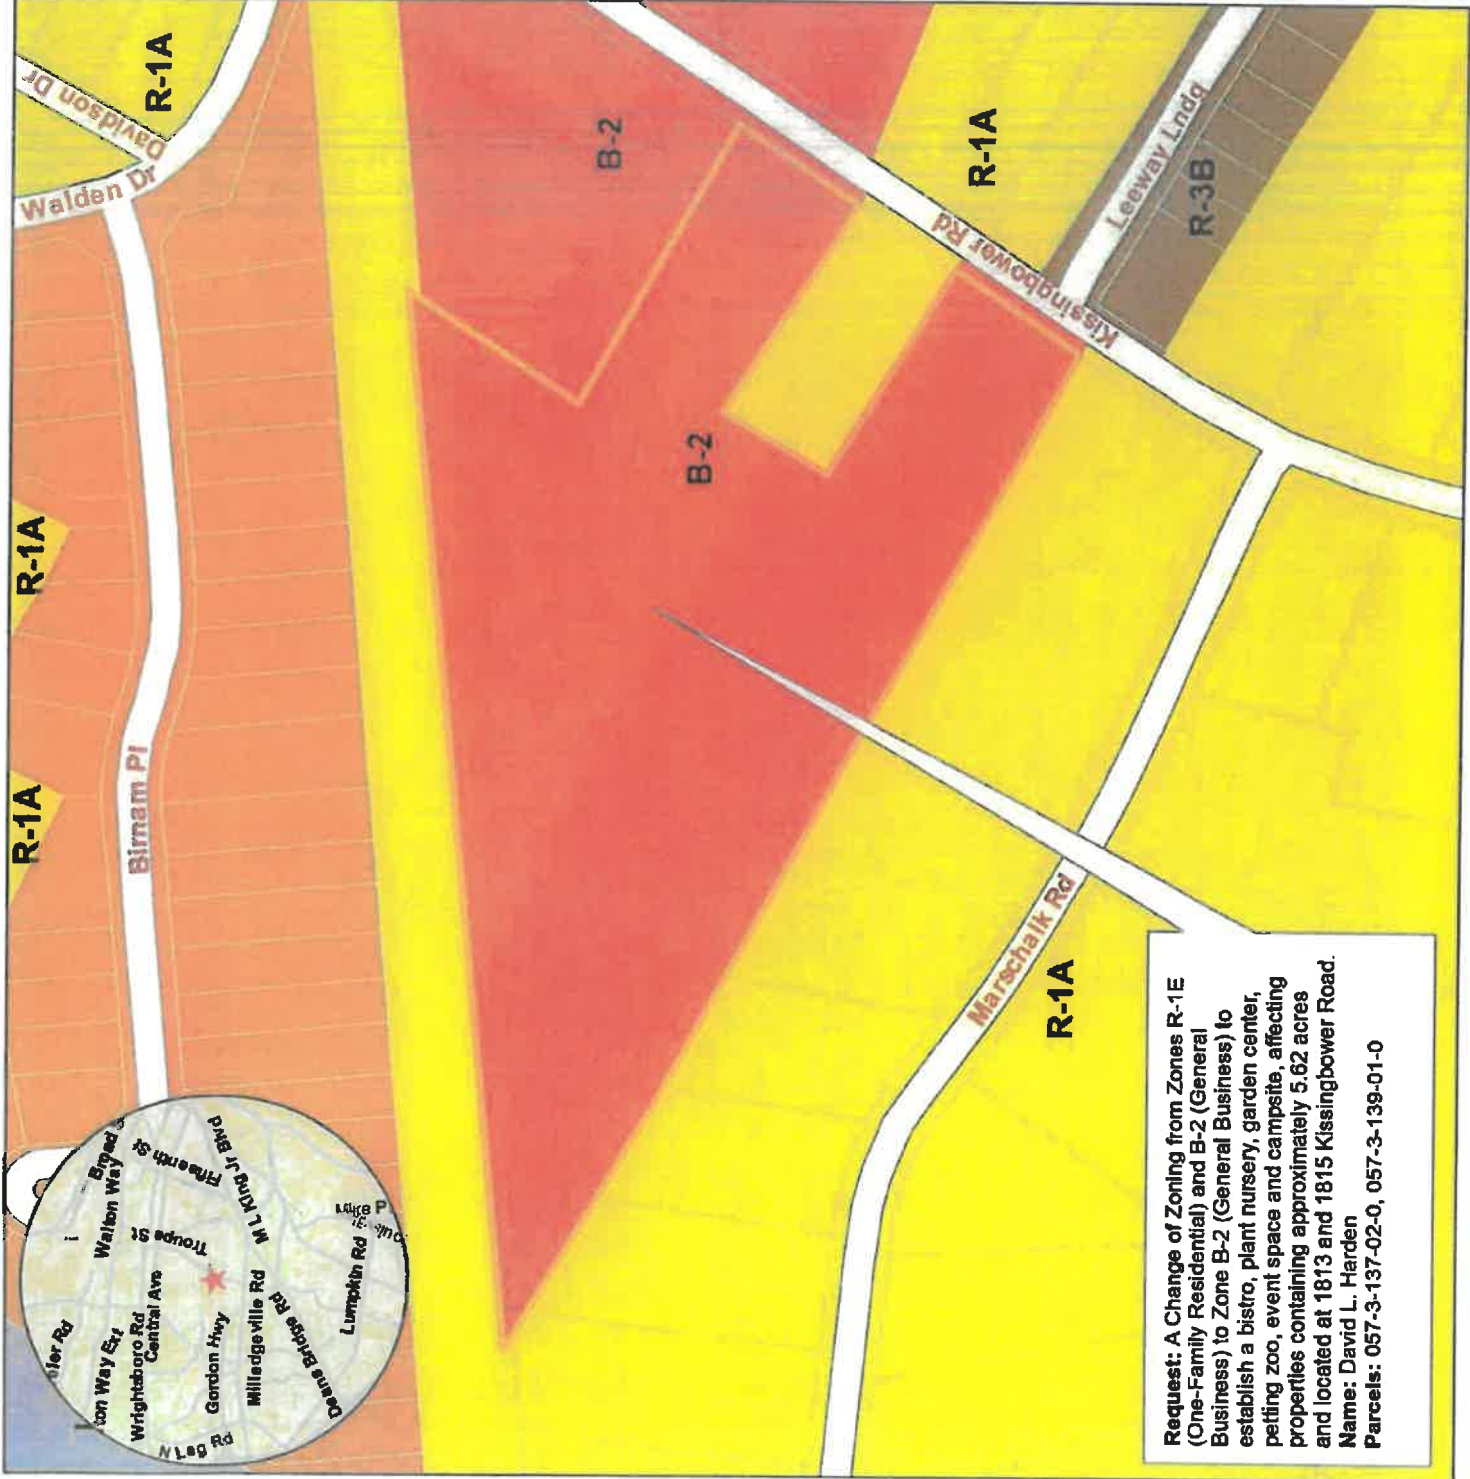 R-1A
Davidson Dr
Walden Dr
B-2
R-1A
Leeway Lndg
R-3B
Kissingbower Rd
R-1A
B-2
R-1A
Birnam Pl
Marschalk Rd
R-1A
Broad
Walton Way
Fifteenth St
M L King Jr Blvd
Troupe St
Central Ave
Wrightsboro Rd
ton Way Ext
Gordon Hwy
Milledgeville Rd
Deans Bridge Rd
Lumpkin Rd
N Leg Rd
Request: A Change of Zoning from Zones R-1E
(One-Family Residential) and B-2 (General
Business) to Zone B-2 (General Business) to
establish a bistro, plant nursery, garden center,
petting zoo, event space and campsite, affecting
properties containing approximately 5.62 acres
and located at 1813 and 1815 Kissingbower Road.
Name: David L. Harden
Parcels: 057-3-137-02-0, 057-3-139-01-0